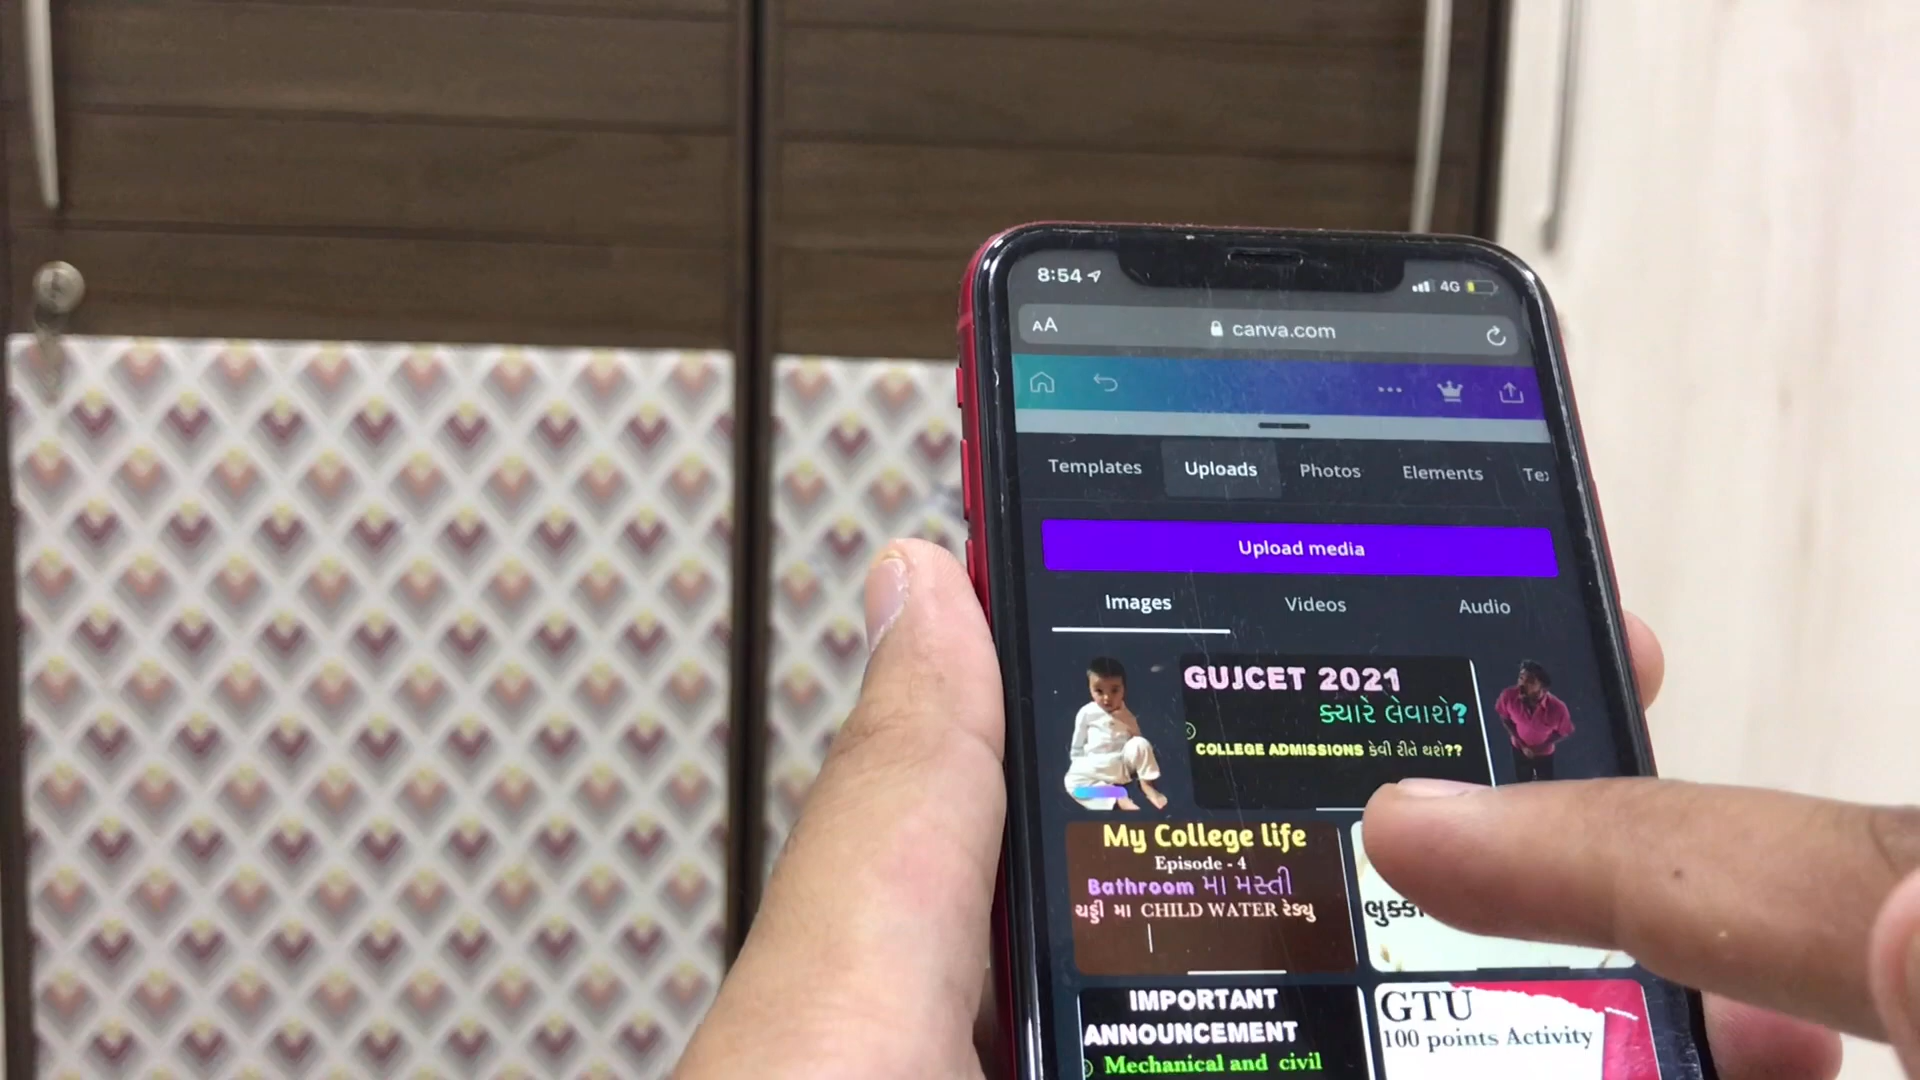 8:54
4G
AA canva.com
Templates Uploads Photos Elements
Upload media
Images Videos Audio
GUJCET 2021
ક્યારે લેવાશે?
COLLEGE ADMISSIONS કેવી રીતે થશે??
My College life
Episode - 4
Bathroom મા મસ્તી
ચડ્ડી મા CHILD WATER રેડ્યુ
IMPORTANT
ANNOUNCEMENT
Mechanical and civil
GTU
100 points Activity